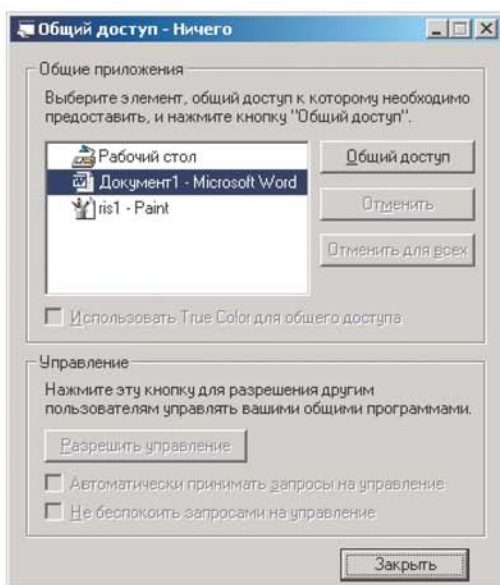 Общий доступ - Ничего
Общие приложения
Выберите элемент, общий доступ к которому необходимо
предоставить, и нажмите кнопку "Общий доступ".
Рабочий стол
Общий доступ
Документ1 - Microsoft Word
ris1 - Paint
Отменить
Отменить для всех
Использовать True Color для общего доступа
Управление
Нажмите эту кнопку для разрешения другим
пользователям управлять вашими общими программами.
Разрешить управление
Автоматически принимать запросы на управление
Не беспокоить запросами на управление
Закрыть